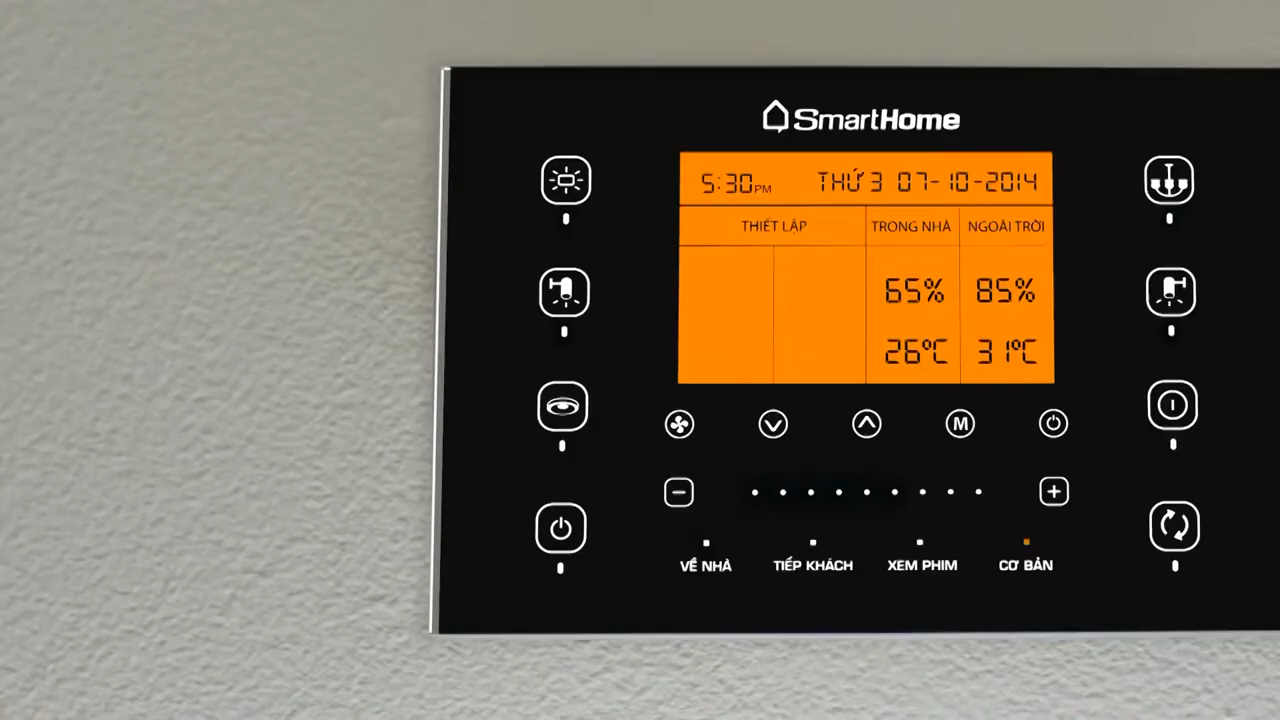 SmartHome
5:30PM THỨ 3 07-10-2014
THIẾT LẬP TRONG NHÀ NGOÀI TRỜI
65% 85%
26°C 31°C
M
VỀ NHÀ TIẾP KHÁCH XEM PHIM CƠ BẢN